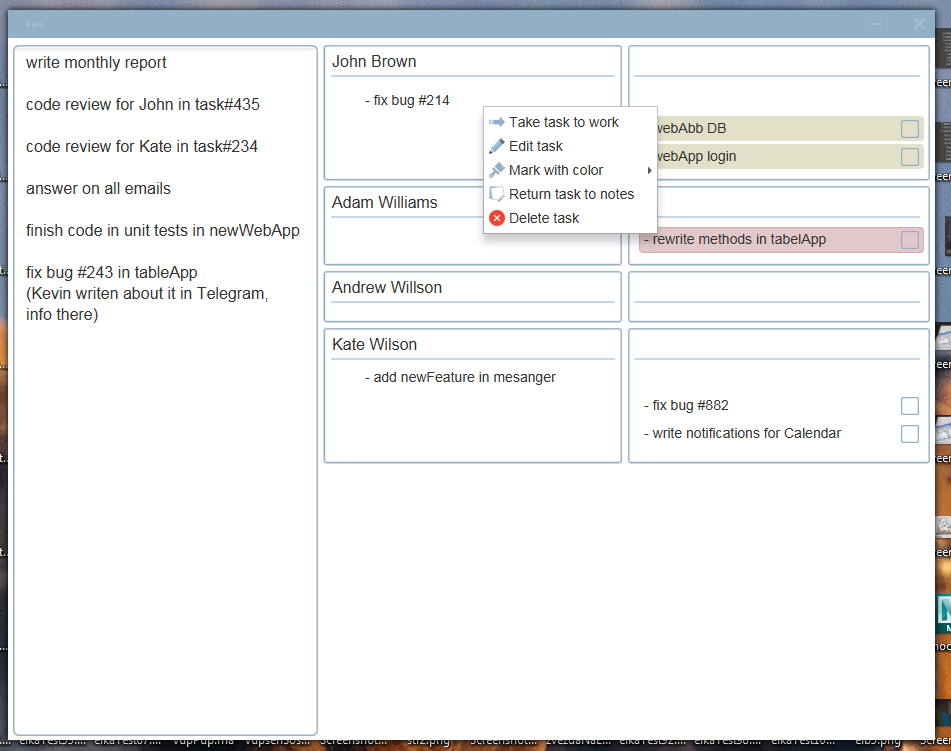 write monthly report
code review for John in task#435
code review for Kate in task#234
answer on all emails
finish code in unit tests in newWebApp
fix bug #243 in tableApp
(Kevin writen about it in Telegram,
info there)
John Brown
- fix bug #214
Take task to work
Edit task
Mark with color
Return task to notes
Delete task
webAbb DB
webApp login
Adam Williams
- rewrite methods in tabelApp
Andrew Willson
Kate Wilson
- add newFeature in mesanger
- fix bug #882
- write notifications for Calendar